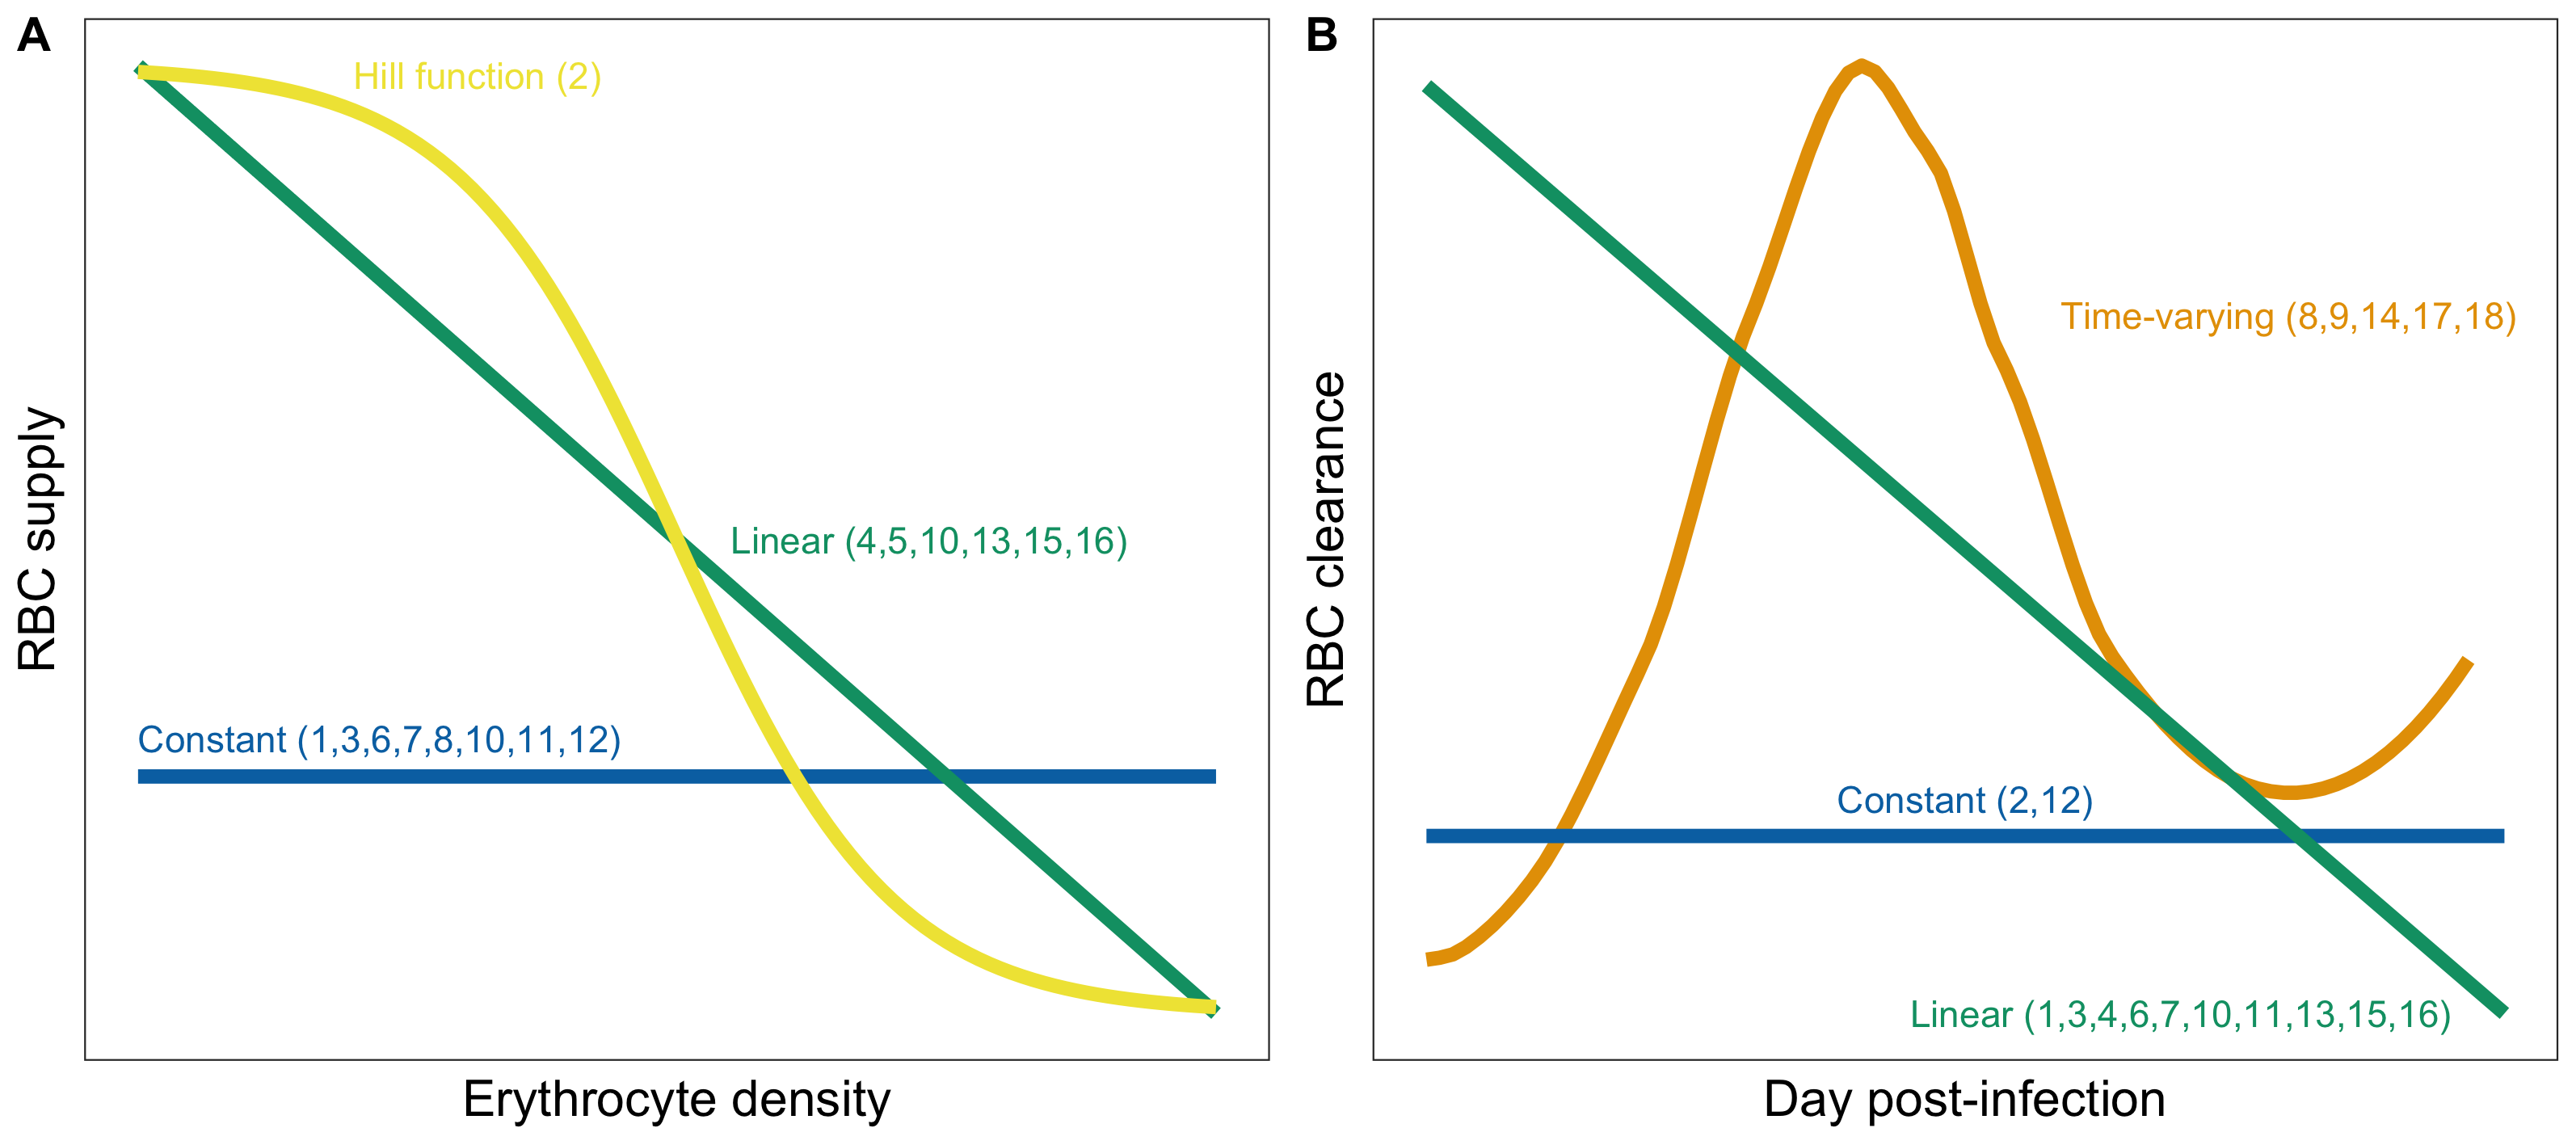 A
Hill function (2)
Linear (4,5,10,13,15,16)
Constant (1,3,6,7,8,10,11,12)
RBC supply
Erythrocyte density
B
Time-varying (8,9,14,17,18)
Constant (2,12)
Linear (1,3,4,6,7,10,11,13,15,16)
RBC clearance
Day post-infection